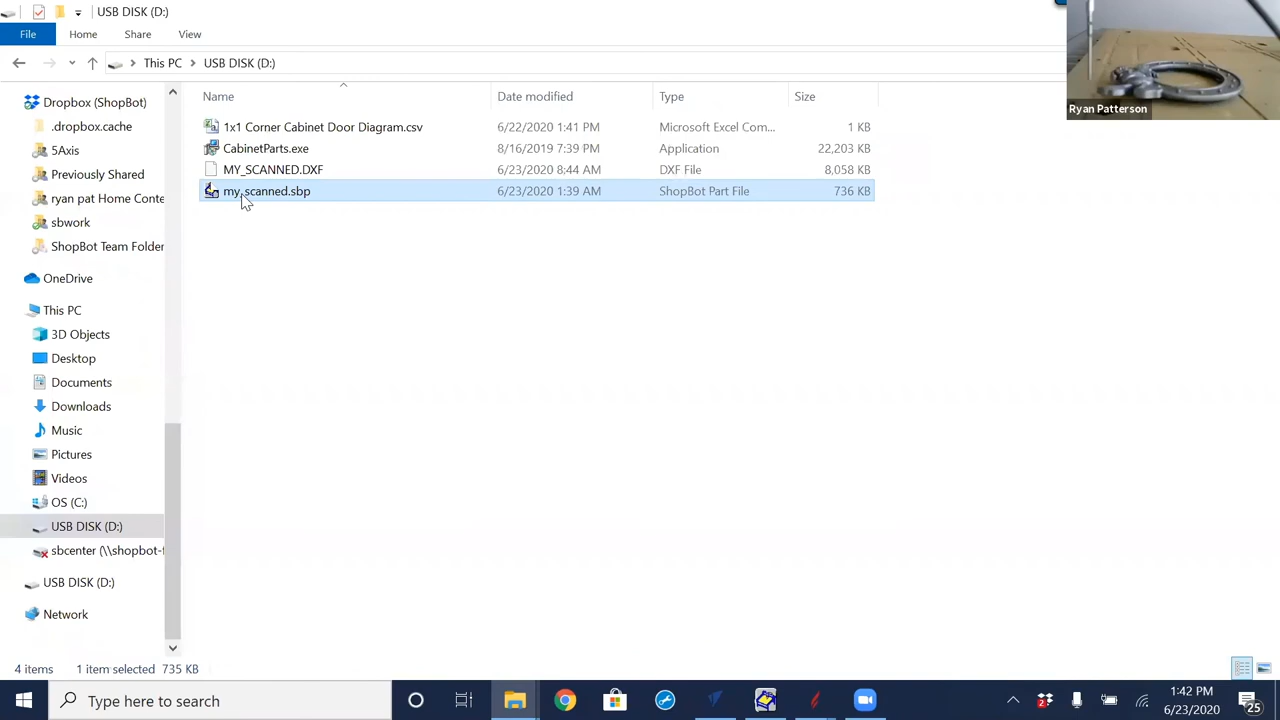 USB DISK (D:)
File Home Share View
This PC USB DISK (D:)
Ryan Patterson
Name Date modified Type Size
1x1 Corner Cabinet Door Diagram.csv 6/22/2020 1:41 PM Microsoft Excel Com... 1 KB
CabinetParts.exe 8/16/2019 7:39 PM Application 22,203 KB
MY_SCANNED.DXF 6/23/2020 8:44 AM DXF File 8,058 KB
my_scanned.sbp 6/23/2020 1:39 AM ShopBot Part File 736 KB
Dropbox (ShopBot)
.dropbox.cache
5Axis
Previously Shared
ryan pat Home Conte
sbwork
ShopBot Team Folder
OneDrive
This PC
3D Objects
Desktop
Documents
Downloads
Music
Pictures
Videos
OS (C:)
USB DISK (D:)
sbcenter (\\shopbot-f
USB DISK (D:)
Network
4 items 1 item selected 735 KB
Type here to search
2
1:42 PM
6/23/2020
25